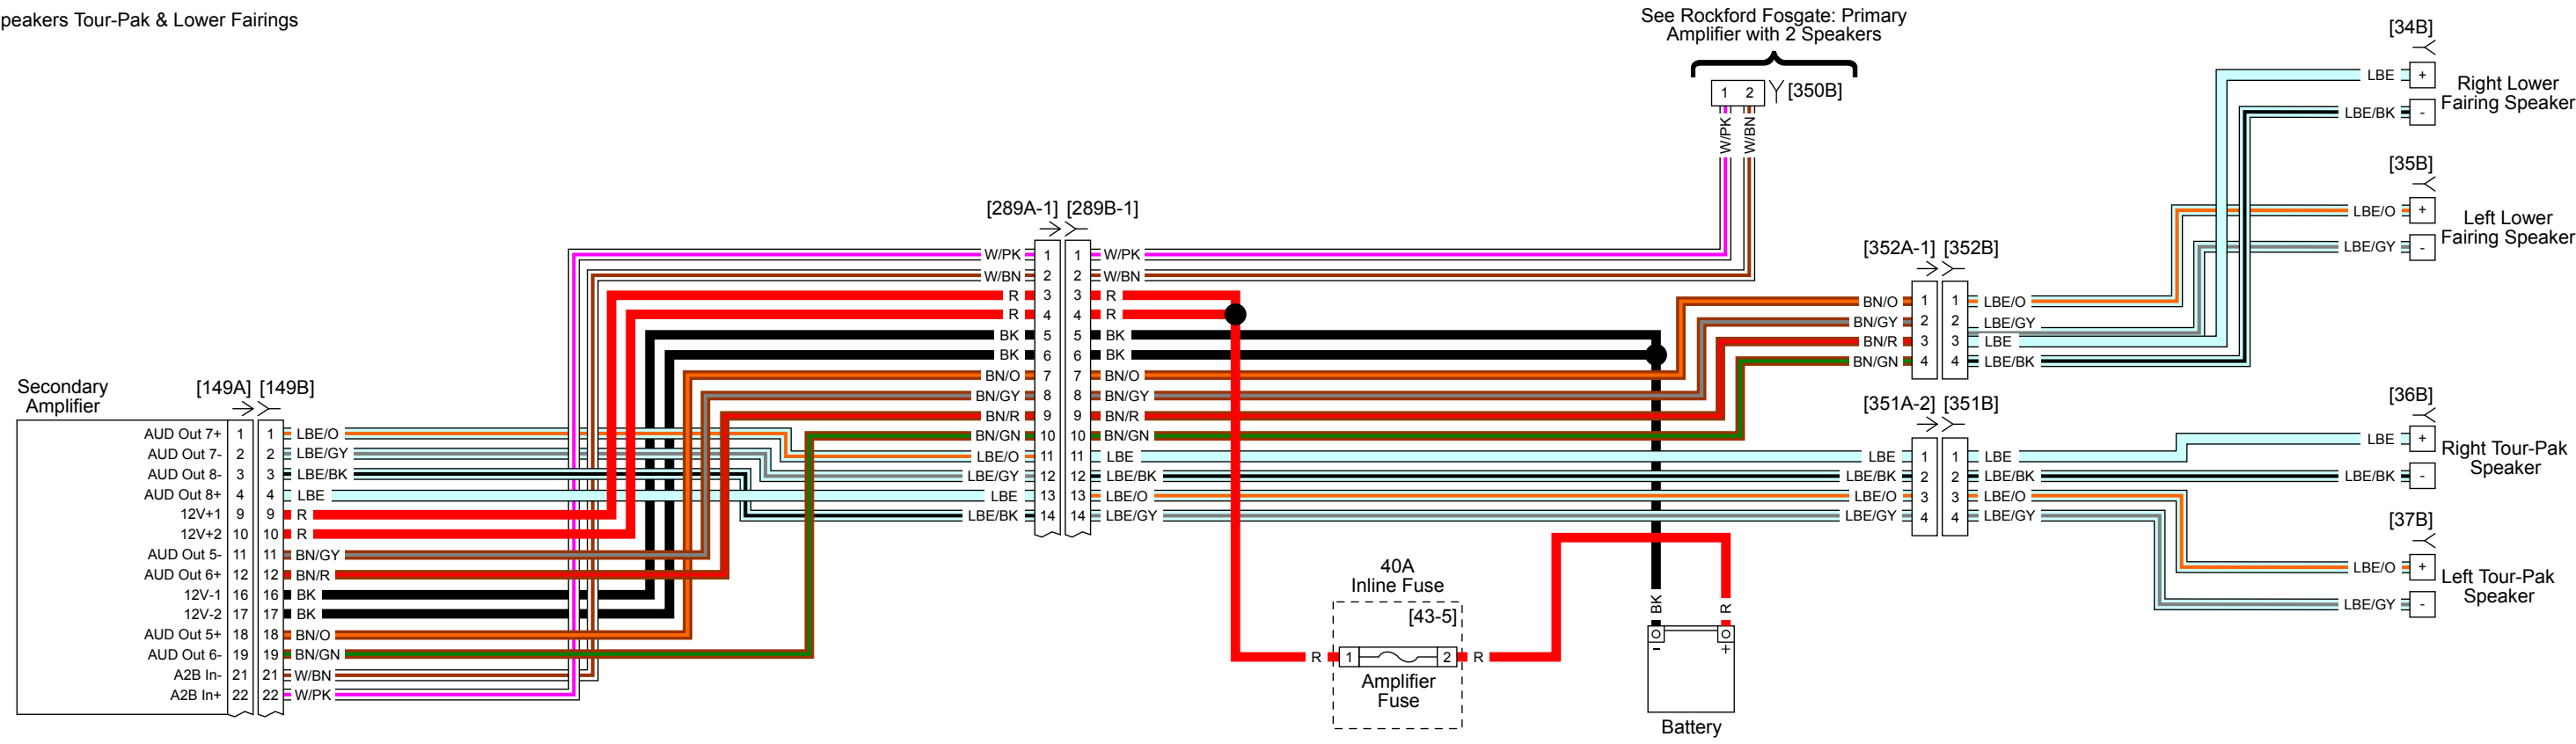 peakers Tour-Pak & Lower Fairings
See Rockford Fosgate: Primary
Amplifier with 2 Speakers
1 2 [350B]
W/PK W/BN
[34B]
LBE +
LBE/BK -
Right Lower
Fairing Speaker
[35B]
LBE/O +
LBE/GY -
Left Lower
Fairing Speaker
[289A-1] [289B-1]
W/PK 1 1 W/PK
W/BN 2 2 W/BN
R 3 3 R
R 4 4 R
BK 5 5 BK
BK 6 6 BK
BN/O 7 7 BN/O
BN/GY 8 8 BN/GY
BN/R 9 9 BN/R
BN/GN 10 10 BN/GN
LBE/O 11 11 LBE
LBE/GY 12 12 LBE/BK
LBE 13 13 LBE/O
LBE/BK 14 14 LBE/GY
[352A-1] [352B]
BN/O 1 1 LBE/O
BN/GY 2 2 LBE/GY
BN/R 3 3 LBE
BN/GN 4 4 LBE/BK
[351A-2] [351B]
LBE 1 1 LBE
LBE/BK 2 2 LBE/BK
LBE/O 3 3 LBE/O
LBE/GY 4 4 LBE/GY
[36B]
LBE +
LBE/BK -
Right Tour-Pak
Speaker
[37B]
LBE/O +
LBE/GY -
Left Tour-Pak
Speaker
Secondary
Amplifier
[149A] [149B]
AUD Out 7+ 1 1 LBE/O
AUD Out 7- 2 2 LBE/GY
AUD Out 8- 3 3 LBE/BK
AUD Out 8+ 4 4 LBE
12V+1 9 9 R
12V+2 10 10 R
AUD Out 5- 11 11 BN/GY
AUD Out 6+ 12 12 BN/R
12V-1 16 16 BK
12V-2 17 17 BK
AUD Out 5+ 18 18 BN/O
AUD Out 6- 19 19 BN/GN
A2B In- 21 21 W/BN
A2B In+ 22 22 W/PK
40A
Inline Fuse
[43-5]
R 1 2 R
Amplifier
Fuse
BK R
- +
Battery